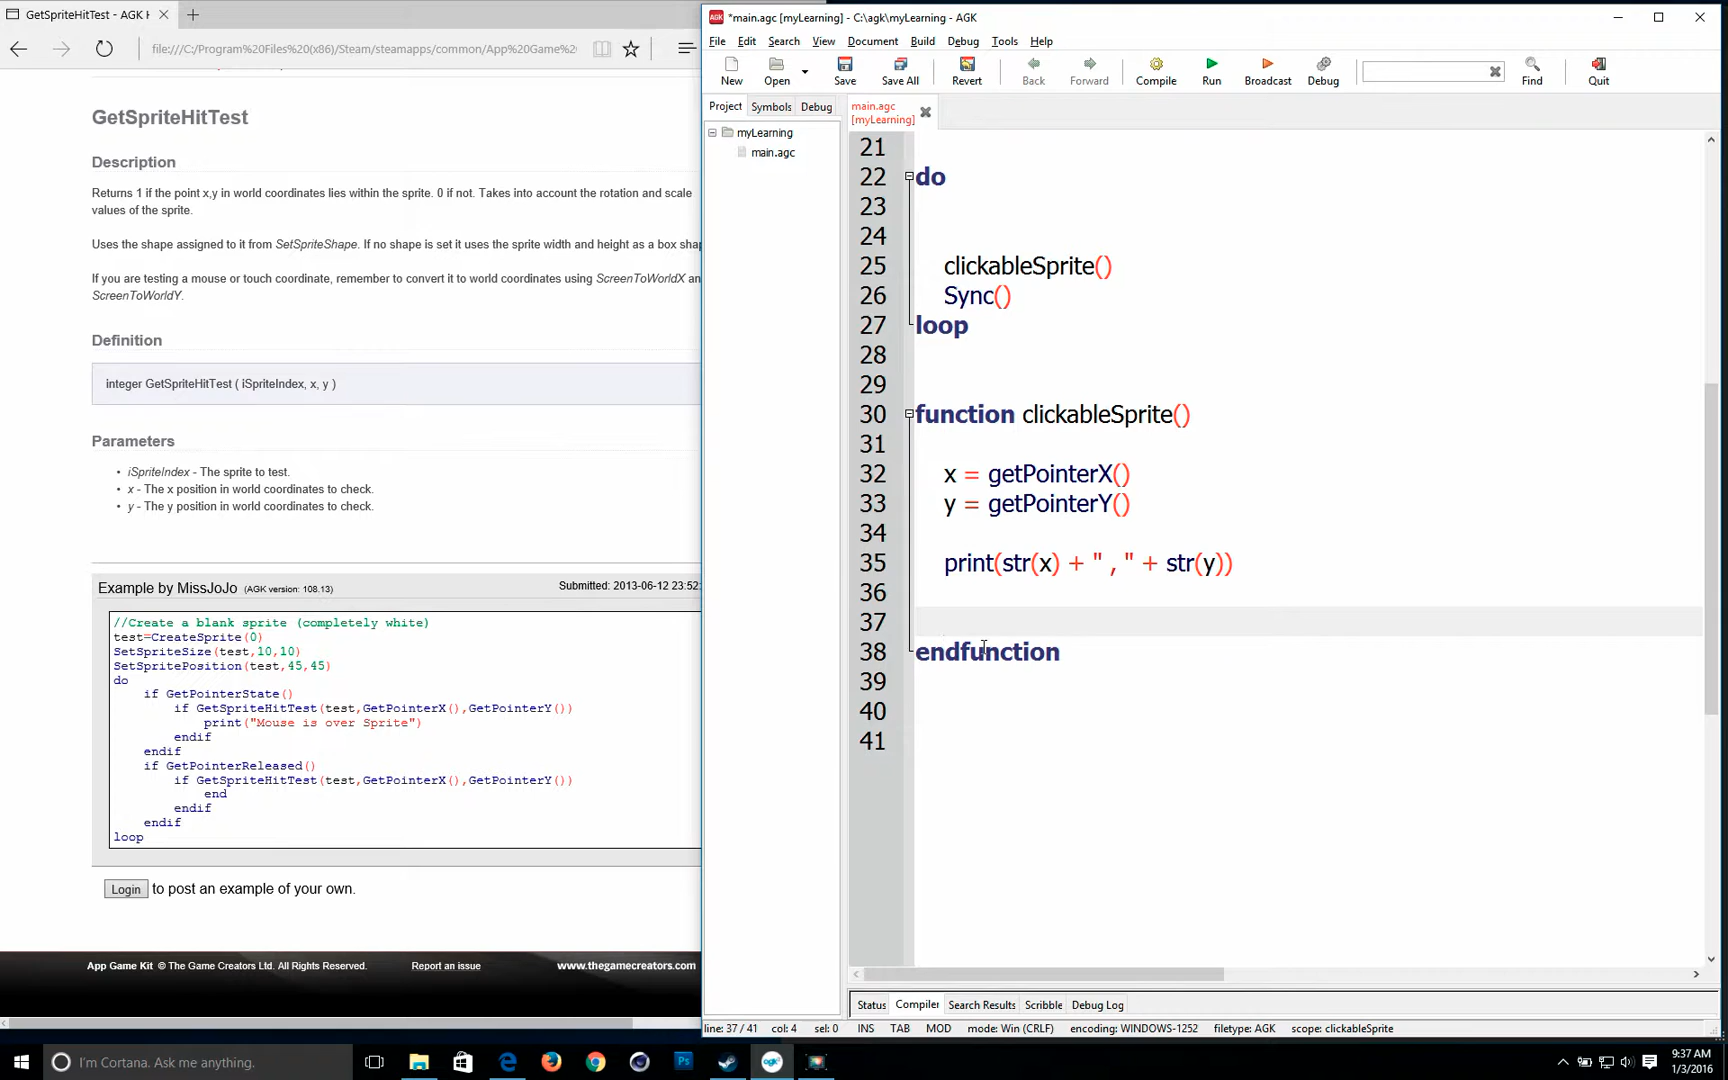 GetSpriteHitTest - AGK H
file:///C:/Program%20Files%20(x86)/Steam/steamapps/common/App%20Game%
GetSpriteHitTest
Description
Returns 1 if the point x,y in world coordinates lies within the sprite. 0 if not. Takes into account the rotation and scale
values of the sprite.
Uses the shape assigned to it from SetSpriteShape. If no shape is set it uses the sprite width and height as a box shap
If you are testing a mouse or touch coordinate, remember to convert it to world coordinates using ScreenToWorldX an
ScreenToWorldY.
Definition
integer GetSpriteHitTest ( iSpriteIndex, x, y )
Parameters
• iSpriteIndex - The sprite to test.
• x - The x position in world coordinates to check.
• y - The y position in world coordinates to check.
Example by MissJoJo (AGK version: 108.13)
Submitted: 2013-06-12 23:52:
//Create a blank sprite (completely white)
test=CreateSprite(0)
SetSpriteSize(test,10,10)
SetSpritePosition(test,45,45)
do
if GetPointerState()
if GetSpriteHitTest(test,GetPointerX(),GetPointerY())
print("Mouse is over Sprite")
endif
endif
if GetPointerReleased()
if GetSpriteHitTest(test,GetPointerX(),GetPointerY())
end
endif
endif
loop
Login to post an example of your own.
App Game Kit © The Game Creators Ltd. All Rights Reserved. Report an issue www.thegamecreators.com
AGK *main.agc [myLearning] - C:\agk\myLearning - AGK
File Edit Search View Document Build Debug Tools Help
New Open Save Save All Revert Back Forward Compile Run Broadcast Debug Find Quit
Project Symbols Debug
myLearning
main.agc
main.agc
[myLearning]
21
22 do
23
24
25 clickableSprite()
26 Sync()
27 loop
28
29
30 function clickableSprite()
31
32 x = getPointerX()
33 y = getPointerY()
34
35 print(str(x) + " , " + str(y))
36
37
38 endfunction
39
40
41
Status Compiler Search Results Scribble Debug Log
line: 37 / 41 col: 4 sel: 0 INS TAB MOD mode: Win (CRLF) encoding: WINDOWS-1252 filetype: AGK scope: clickableSprite
I'm Cortana. Ask me anything.
Ps
agk
9:37 AM
1/3/2016